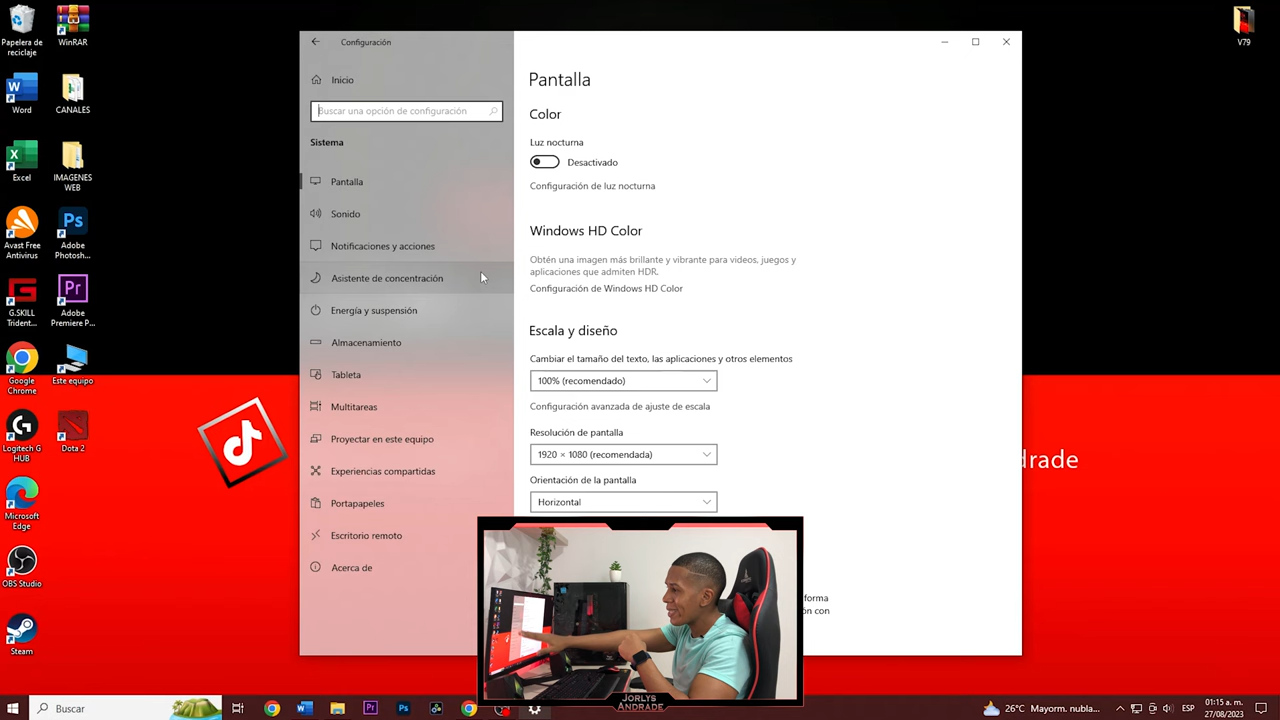 Papelera de
reciclaje
WinRAR
V79
Word
CANALES
Excel
IMAGENES
WEB
Avast Free
Antivirus
Adobe
Photosh...
G.SKILL
Trident...
Adobe
Premiere P...
Google
Chrome
Este equipo
Logitech G
HUB
Dota 2
Microsoft
Edge
OBS Studio
Steam
Configuración
Inicio
Buscar una opción de configuración
Sistema
Pantalla
Sonido
Notificaciones y acciones
Asistente de concentración
Energía y suspensión
Almacenamiento
Tableta
Multitareas
Proyectar en este equipo
Experiencias compartidas
Portapapeles
Escritorio remoto
Acerca de
Pantalla
Color
Luz nocturna
Desactivado
Configuración de luz nocturna
Windows HD Color
Obtén una imagen más brillante y vibrante para videos, juegos y
aplicaciones que admiten HDR.
Configuración de Windows HD Color
Escala y diseño
Cambiar el tamaño del texto, las aplicaciones y otros elementos
100% (recomendado)
Configuración avanzada de ajuste de escala
Resolución de pantalla
1920 × 1080 (recomendada)
Orientación de la pantalla
Horizontal
forma
ón con
drade
JORLYS
ANDRADE
Buscar
26°C Mayorm. nubla...
ESP
01:15 a.m.
27/08/2023